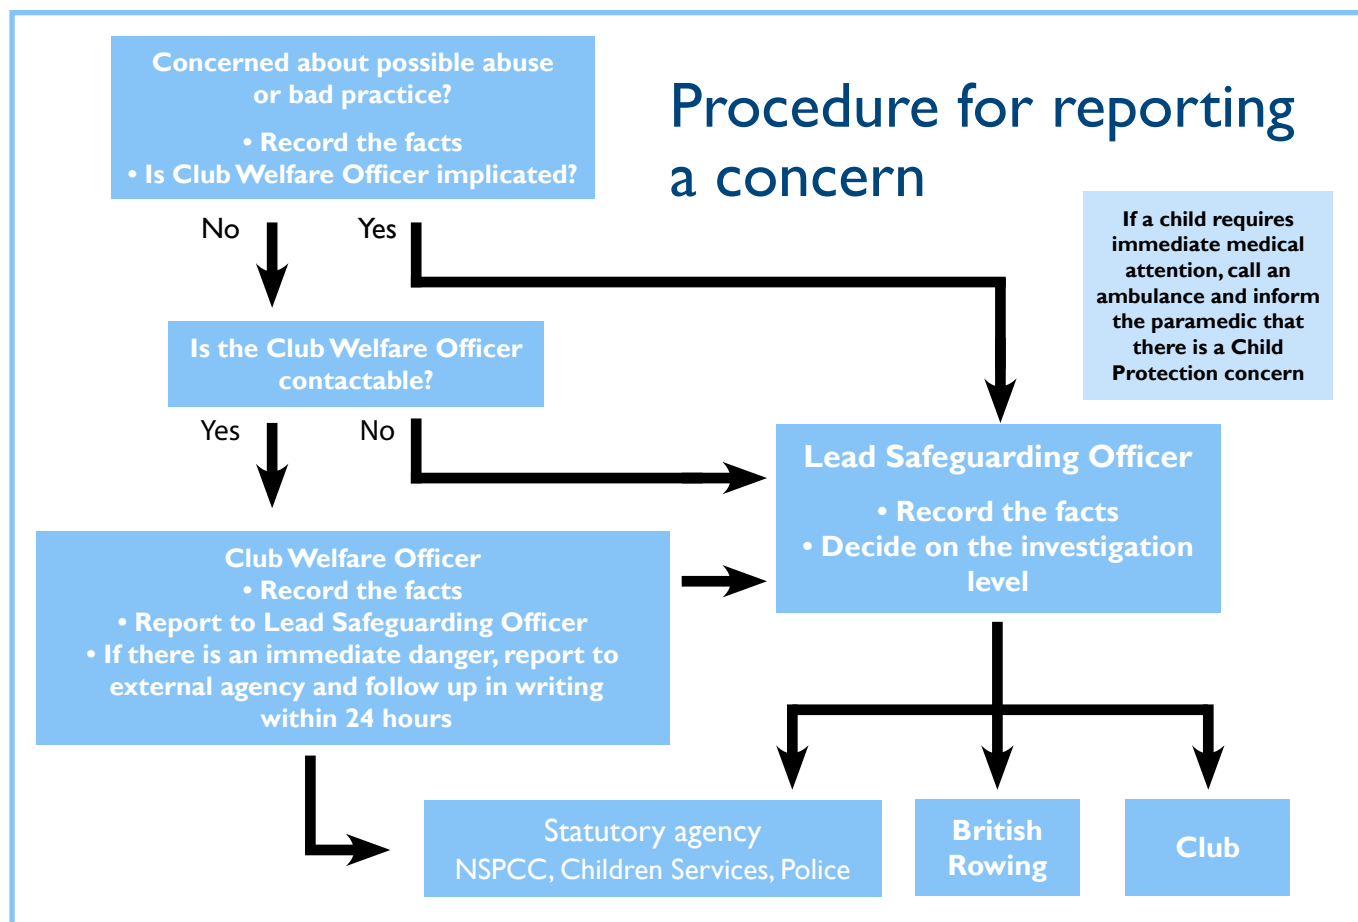 Concerned about possible abuse
or bad practice?
• Record the facts
• Is Club Welfare Officer implicated?
Procedure for reporting
a concern
If a child requires
immediate medical
attention, call an
ambulance and inform
the paramedic that
there is a Child
Protection concern
No
Yes
Is the Club Welfare Officer
contactable?
Yes
No
Lead Safeguarding Officer
• Record the facts
• Decide on the investigation
level
Club Welfare Officer
• Record the facts
• Report to Lead Safeguarding Officer
• If there is an immediate danger, report to
external agency and follow up in writing
within 24 hours
Statutory agency
NSPCC, Children Services, Police
British
Rowing
Club